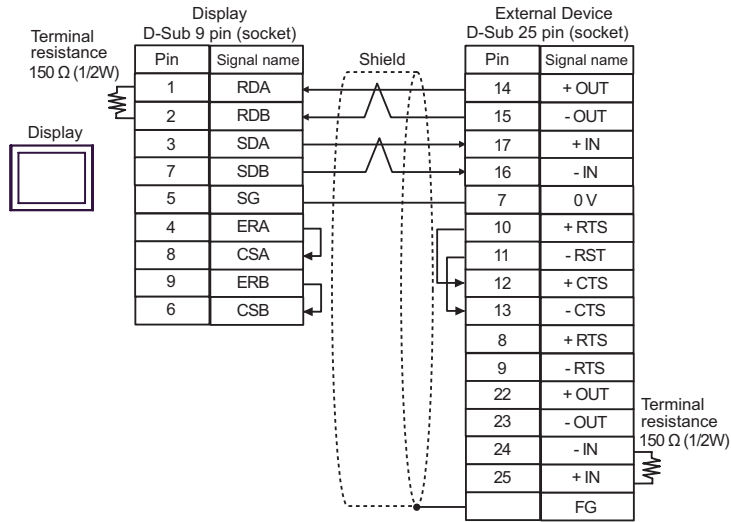 Display
D-Sub 9 pin (socket)
External Device
D-Sub 25 pin (socket)
Terminal
resistance
150 Ω (1/2W)
Display
Shield
Pin Signal name
1 RDA
2 RDB
3 SDA
7 SDB
5 SG
4 ERA
8 CSA
9 ERB
6 CSB
Pin Signal name
14 + OUT
15 - OUT
17 + IN
16 - IN
7 0 V
10 + RTS
11 - RST
12 + CTS
13 - CTS
8 + RTS
9 - RTS
22 + OUT
23 - OUT
24 - IN
25 + IN
FG
Terminal
resistance
150 Ω (1/2W)